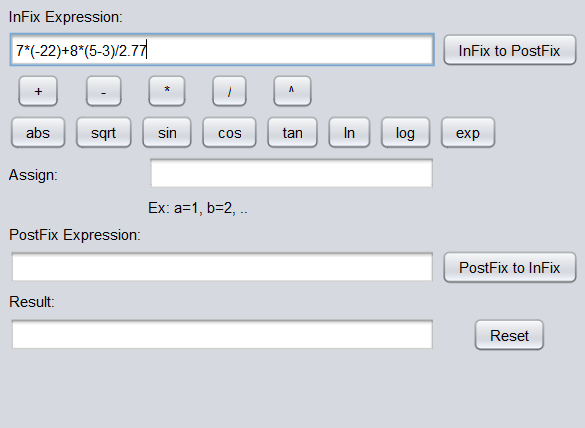 InFix Expression:
7*(-22)+8*(5-3)/2.77 InFix to PostFix
+ - * / ^
abs sqrt sin cos tan ln log exp
Assign:
Ex: a=1, b=2, ..
PostFix Expression:
PostFix to InFix
Result:
Reset